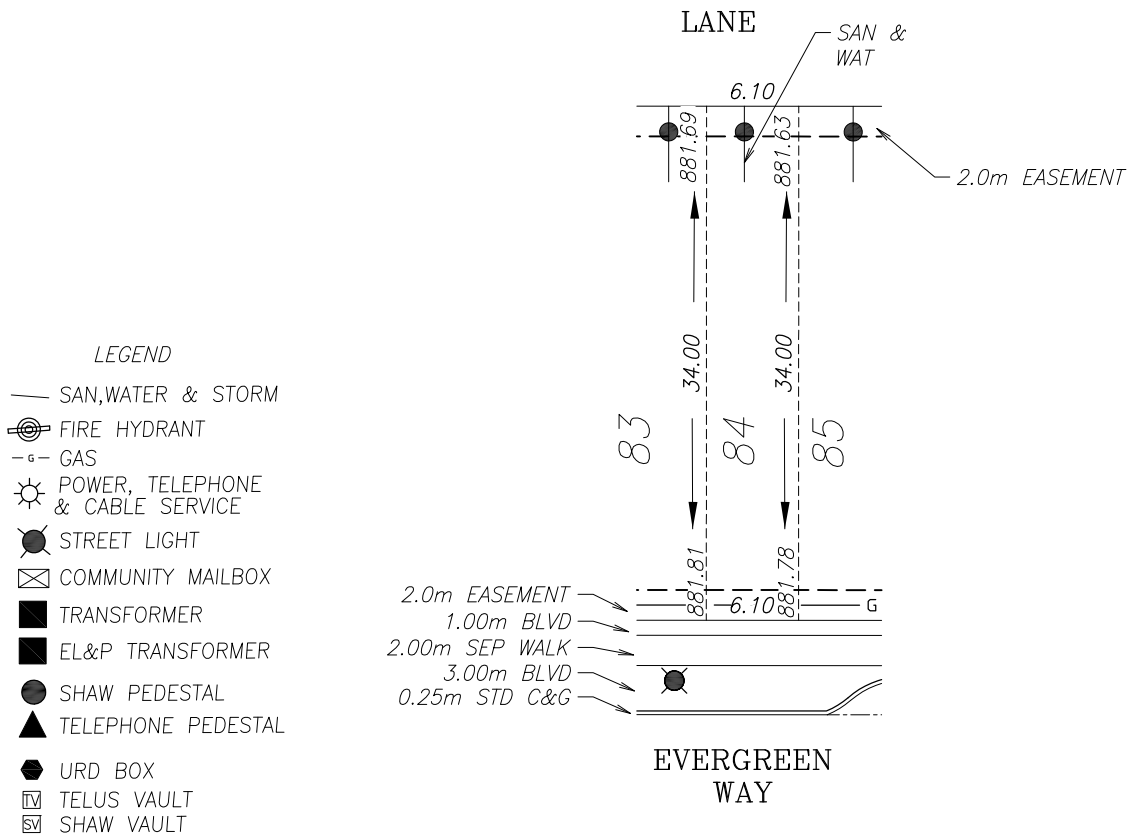 LANE
SAN &
WAT
6.10
881.69
881.63
2.0m EASEMENT
34.00
34.00
83
84
85
881.81
881.78
2.0m EASEMENT
6.10
G
1.00m BLVD
2.00m SEP WALK
3.00m BLVD
0.25m STD C&G
EVERGREEN
WAY
LEGEND
SAN,WATER & STORM
FIRE HYDRANT
G GAS
POWER, TELEPHONE
& CABLE SERVICE
STREET LIGHT
COMMUNITY MAILBOX
TRANSFORMER
EL&P TRANSFORMER
SHAW PEDESTAL
TELEPHONE PEDESTAL
URD BOX
TV TELUS VAULT
SV SHAW VAULT